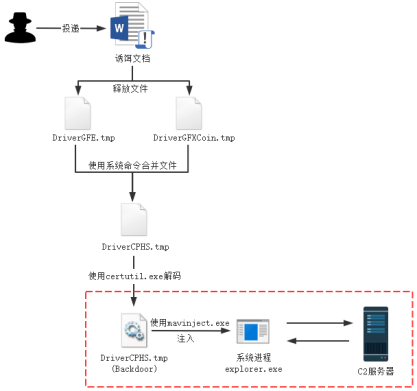 投递
W
诱饵文档
释放文件
DriverGFE.tmp
DriverGFXCoin.tmp
使用系统命令合并文件
DriverCPHS.tmp
使用certutil.exe解码
使用mavinject.exe
注入
DriverCPHS.tmp
(Backdoor)
系统进程
explorer.exe
C2服务器